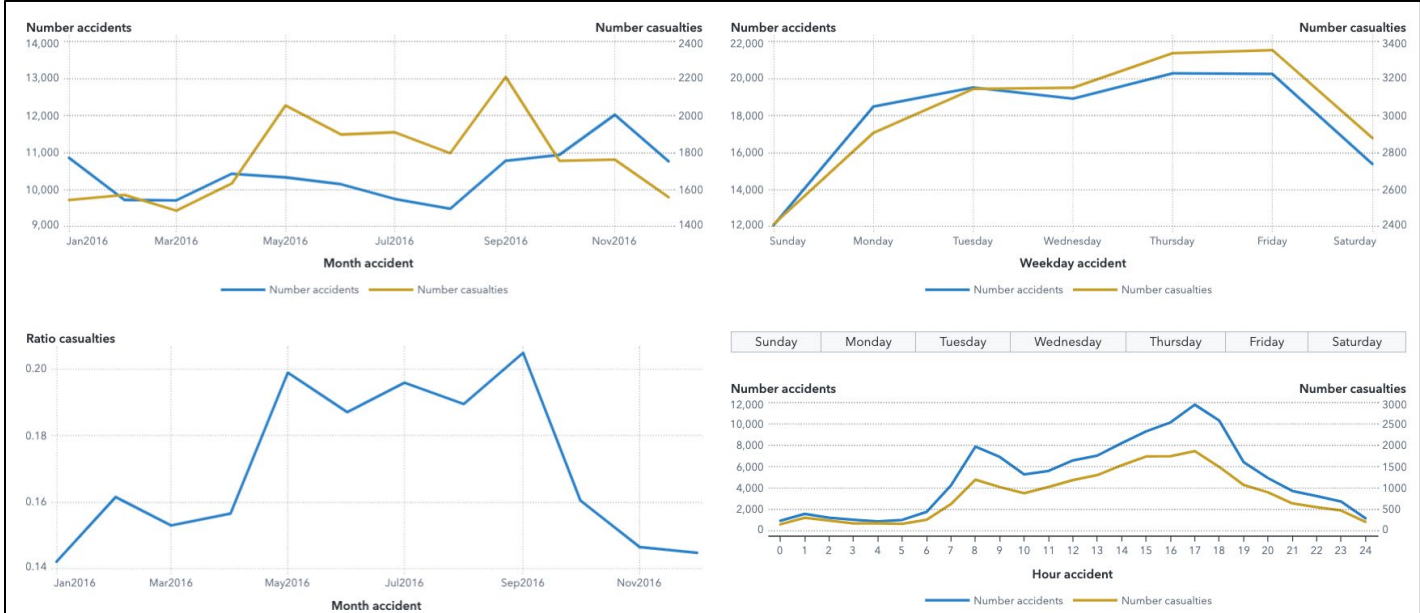 Number accidents Number casualties
14,000 2400
13,000 2200
12,000 2000
11,000 1800
10,000 1600
9,000 1400
Jan2016 Mar2016 May2016 Jul2016 Sep2016 Nov2016
Month accident
Number accidents Number casualties
Number accidents Number casualties
22,000 3400
20,000 3200
18,000 3000
16,000 2800
14,000 2600
12,000 2400
Sunday Monday Tuesday Wednesday Thursday Friday Saturday
Weekday accident
Number accidents Number casualties
Ratio casualties
0.20
0.18
0.16
0.14
Jan2016 Mar2016 May2016 Jul2016 Sep2016 Nov2016
Month accident
Sunday Monday Tuesday Wednesday Thursday Friday Saturday
Number accidents Number casualties
12,000 3000
10,000 2500
8,000 2000
6,000 1500
4,000 1000
2,000 500
0 0
0 1 2 3 4 5 6 7 8 9 10 11 12 13 14 15 16 17 18 19 20 21 22 23 24
Hour accident
Number accidents Number casualties